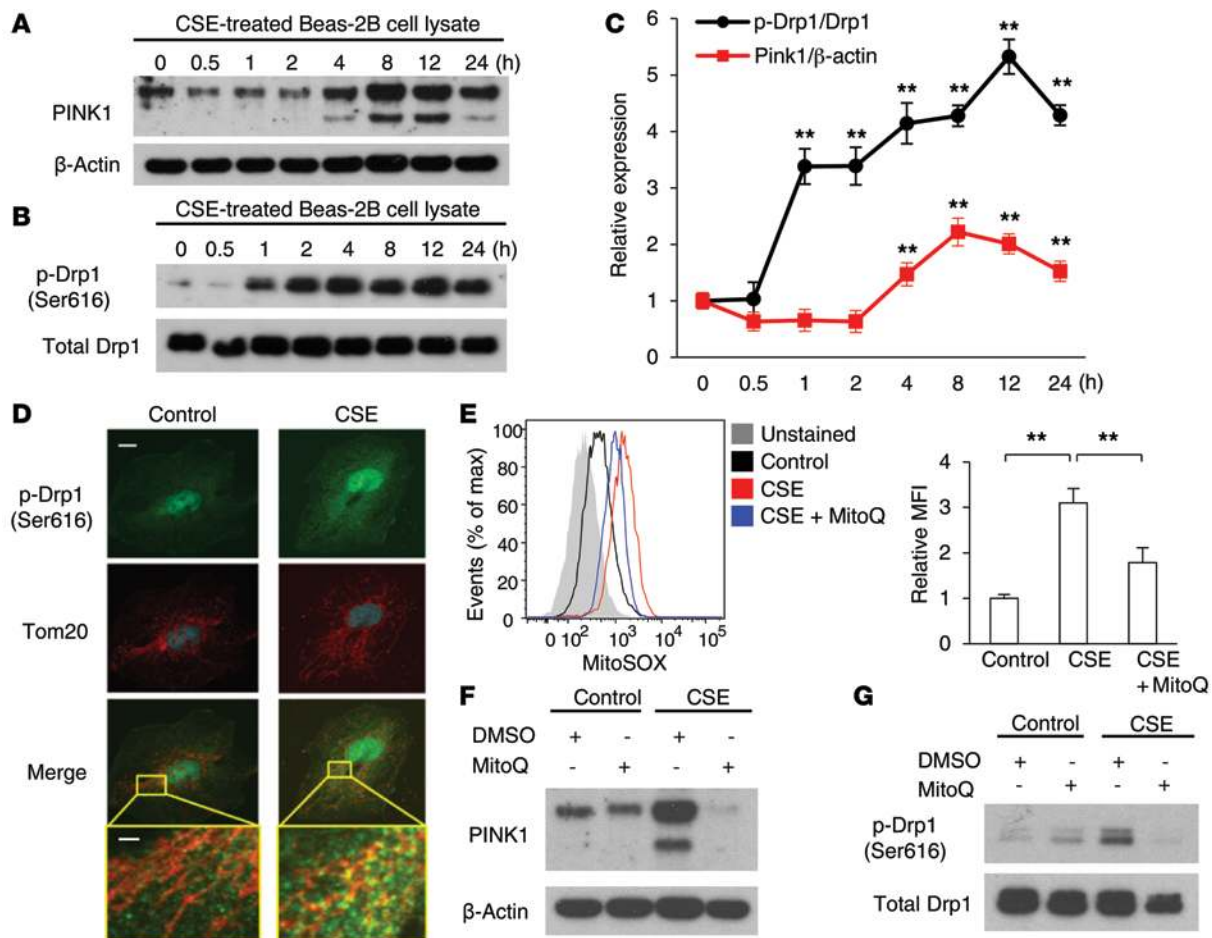 A
CSE-treated Beas-2B cell lysate
0 0.5 1 2 4 8 12 24 (h)
PINK1
β-Actin
B
CSE-treated Beas-2B cell lysate
0 0.5 1 2 4 8 12 24 (h)
p-Drp1
(Ser616)
Total Drp1
C
p-Drp1/Drp1
Pink1/β-actin
Relative expression
6
5
4
3
2
1
0
** ** ** ** ** **
** ** ** **
0 0.5 1 2 4 8 12 24 (h)
D
Control CSE
p-Drp1
(Ser616)
Tom20
Merge
E
Events (% of max)
100
80
60
40
20
0
0 10² 10³ 10⁴ 10⁵
MitoSOX
Unstained
Control
CSE
CSE + MitoQ
Relative MFI
4
3
2
1
0
** **
Control CSE CSE
+ MitoQ
F
Control CSE
DMSO + - + -
MitoQ - + - +
PINK1
β-Actin
G
Control CSE
DMSO + - + -
MitoQ - + - +
p-Drp1
(Ser616)
Total Drp1